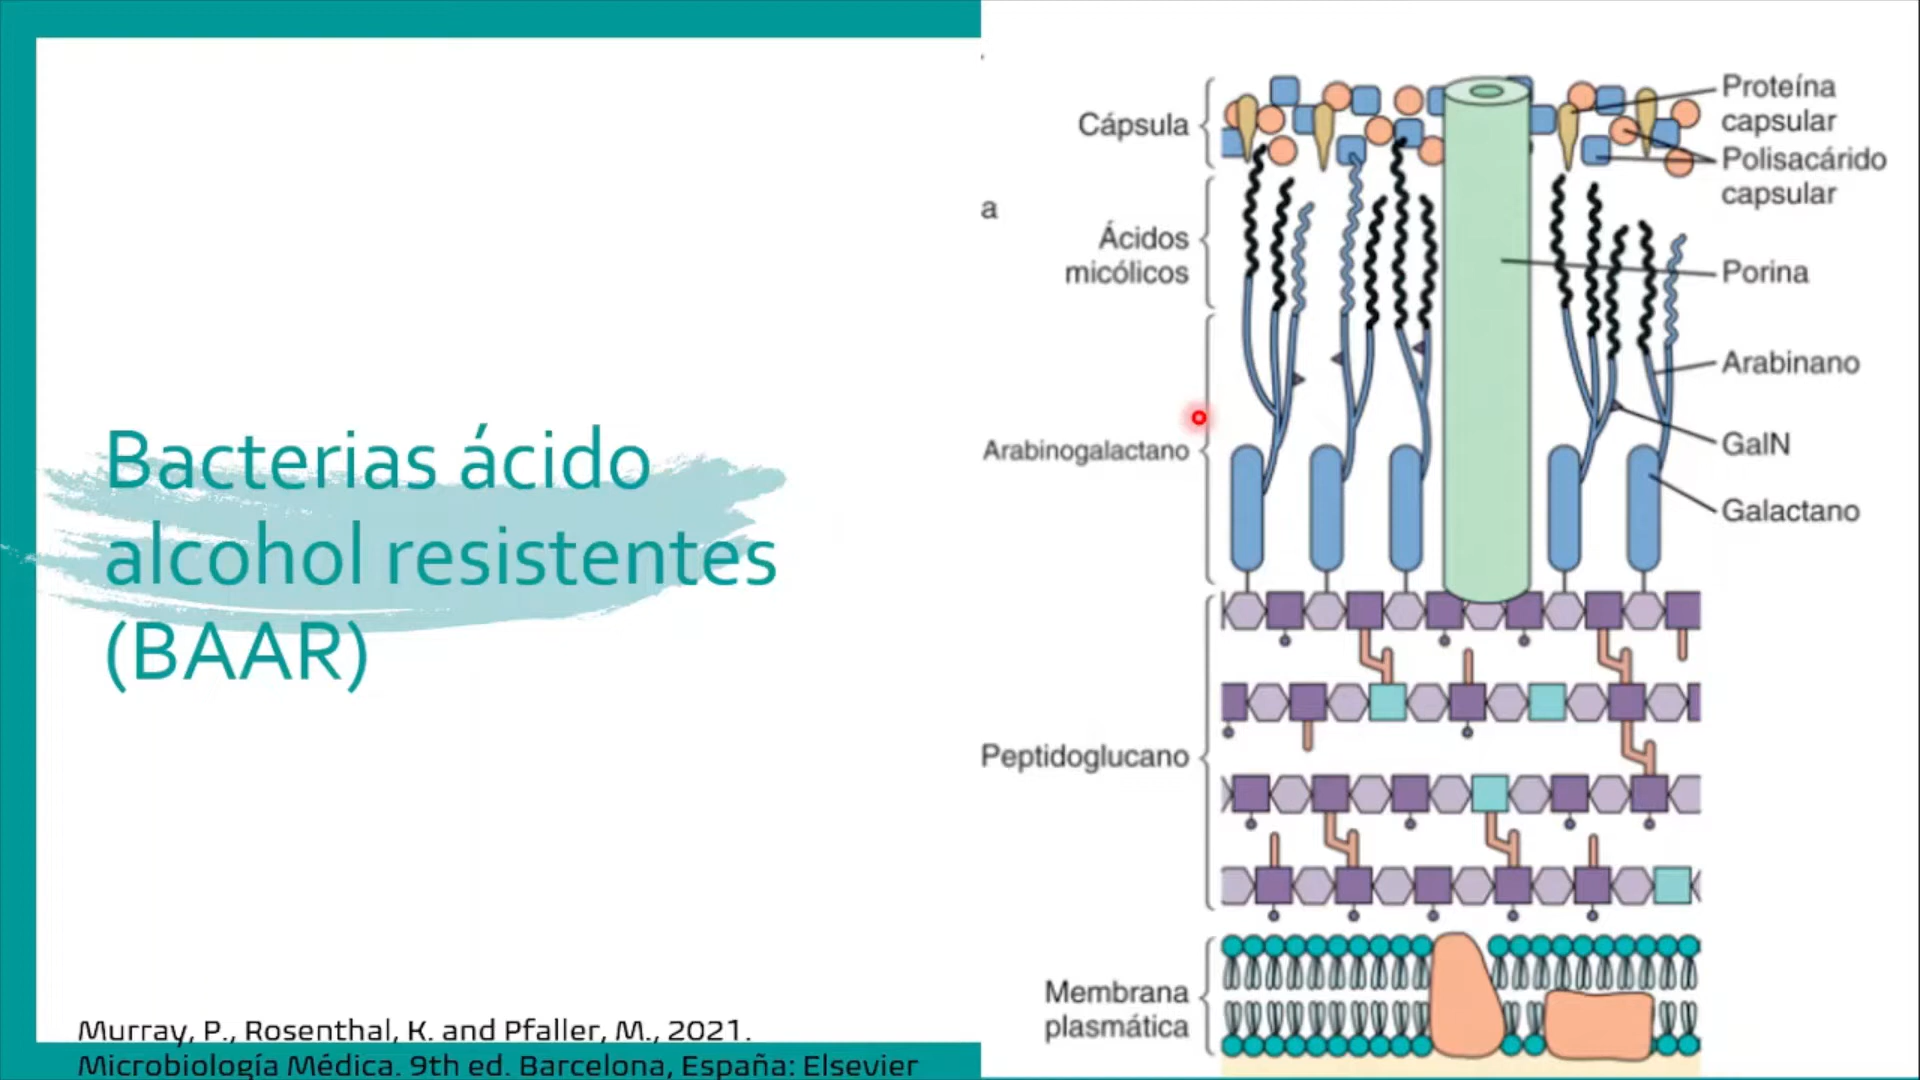 Bacterias ácido
alcohol resistentes
(BAAR)
Murray, P., Rosenthal, K. and Pfaller, M., 2021.
Microbiología Médica. 9th ed. Barcelona, España: Elsevier
a
Cápsula
Ácidos
micólicos
Arabinogalactano
Peptidoglucano
Membrana
plasmática
Proteína
capsular
Polisacárido
capsular
Porina
Arabinano
GalN
Galactano